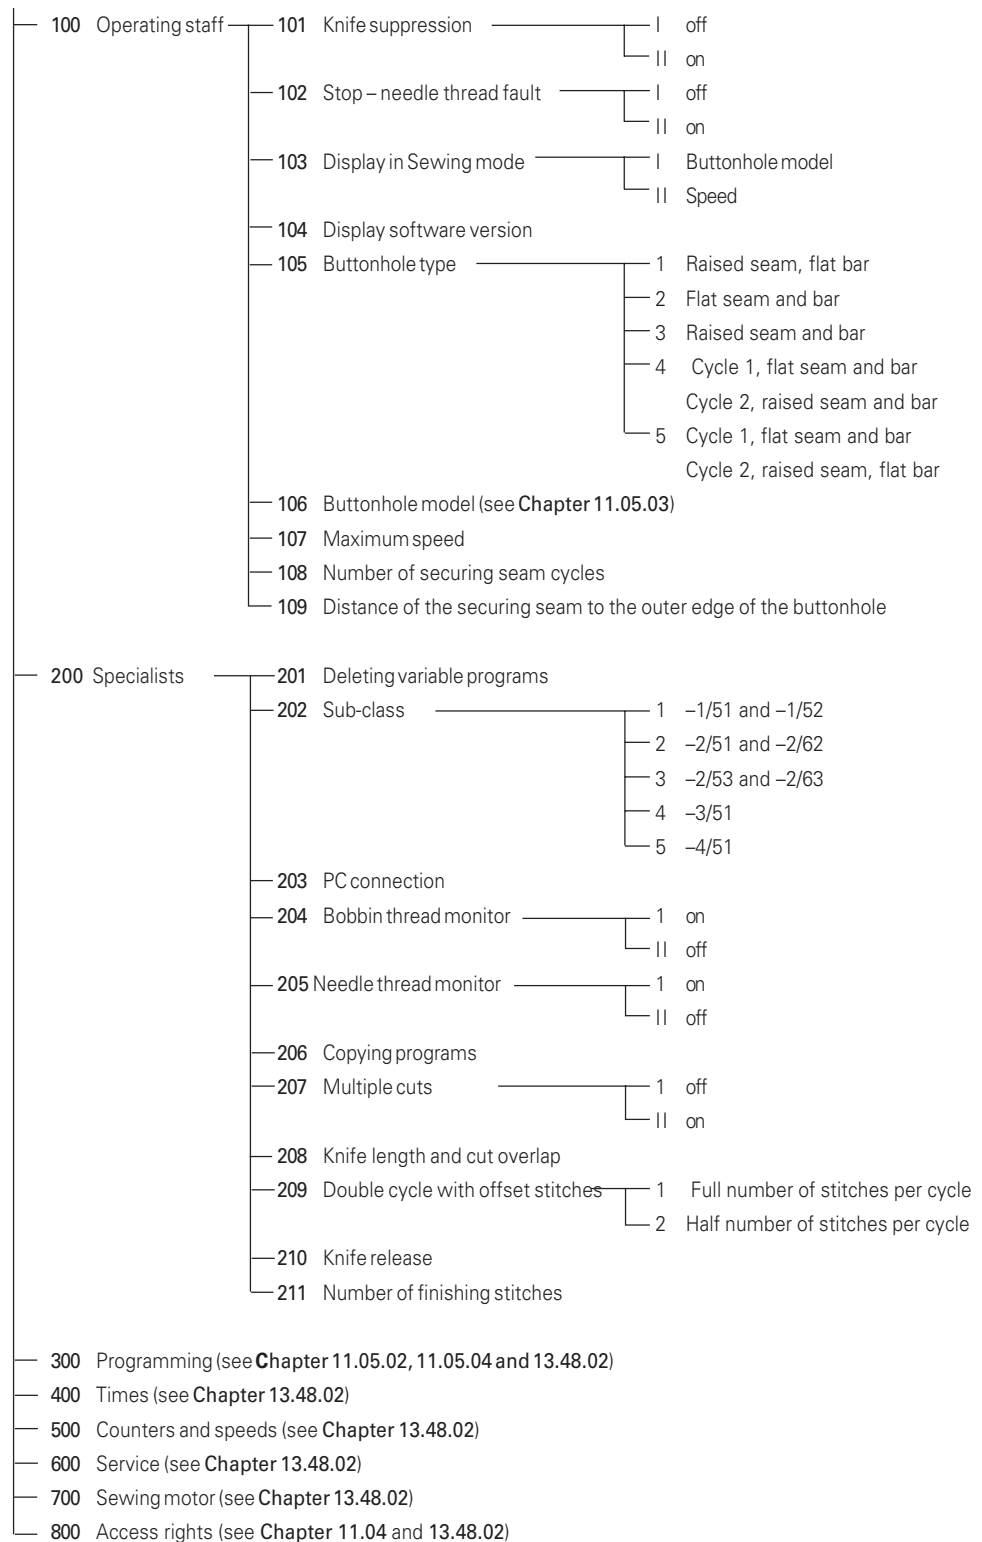 100 Operating staff 101 Knife suppression I off
II on
102 Stop – needle thread fault I off
II on
103 Display in Sewing mode I Buttonhole model
II Speed
104 Display software version
105 Buttonhole type 1 Raised seam, flat bar
2 Flat seam and bar
3 Raised seam and bar
4 Cycle 1, flat seam and bar
Cycle 2, raised seam and bar
5 Cycle 1, flat seam and bar
Cycle 2, raised seam, flat bar
106 Buttonhole model (see Chapter 11.05.03)
107 Maximum speed
108 Number of securing seam cycles
109 Distance of the securing seam to the outer edge of the buttonhole
200 Specialists 201 Deleting variable programs
202 Sub-class 1 –1/51 and –1/52
2 –2/51 and –2/62
3 –2/53 and –2/63
4 –3/51
5 –4/51
203 PC connection
204 Bobbin thread monitor 1 on
II off
205 Needle thread monitor 1 on
II off
206 Copying programs
207 Multiple cuts 1 off
II on
208 Knife length and cut overlap
209 Double cycle with offset stitches 1 Full number of stitches per cycle
2 Half number of stitches per cycle
210 Knife release
211 Number of finishing stitches
300 Programming (see Chapter 11.05.02, 11.05.04 and 13.48.02)
400 Times (see Chapter 13.48.02)
500 Counters and speeds (see Chapter 13.48.02)
600 Service (see Chapter 13.48.02)
700 Sewing motor (see Chapter 13.48.02)
800 Access rights (see Chapter 11.04 and 13.48.02)